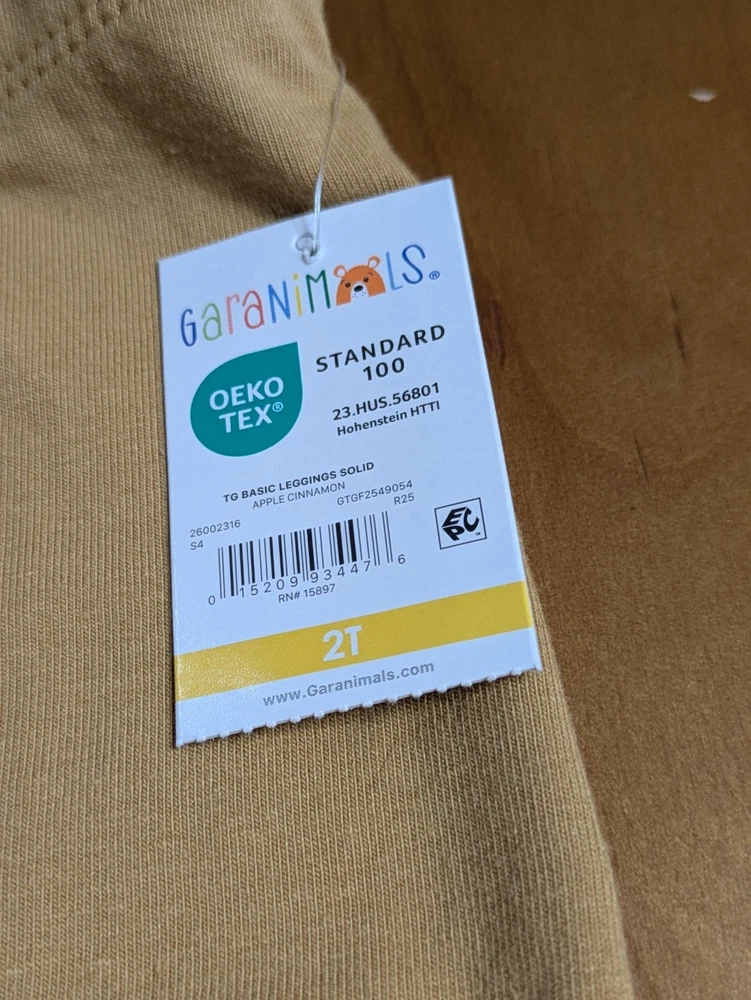 GaraNiMALS®
OEKO
TEX®
STANDARD
100
23.HUS.56801
Hohenstein HTTI
TG BASIC LEGGINGS SOLID
APPLE CINNAMON
26002316
GTGF2549054
S4
R25
EPC™
0 15209 93447 6
RN# 15897
2T
www.Garanimals.com